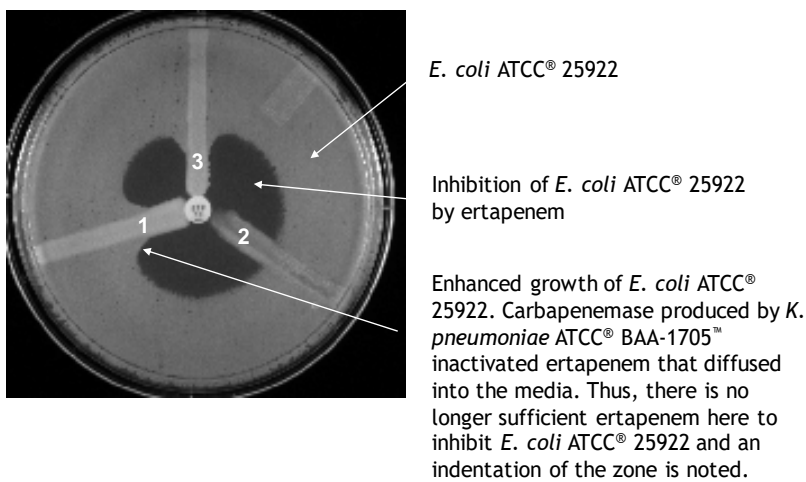 E. coli ATCC® 25922
Inhibition of E. coli ATCC® 25922
by ertapenem
Enhanced growth of E. coli ATCC®
25922. Carbapenemase produced by K.
pneumoniae ATCC® BAA-1705™
inactivated ertapenem that diffused
into the media. Thus, there is no
longer sufficient ertapenem here to
inhibit E. coli ATCC® 25922 and an
indentation of the zone is noted.
3
1
2